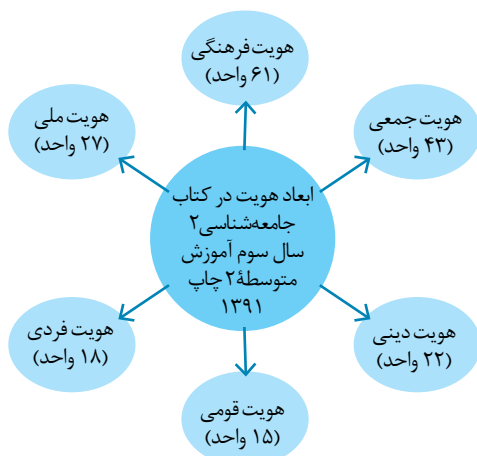 هویت فرهنگی
(۶۱ واحد)
هویت جمعی
(۴۳ واحد)
هویت ملی
(۲۷ واحد)
ابعاد هویت در کتاب
جامعه‌شناسی۲
سال سوم آموزش
متوسطهٔ۲ چاپ
۱۳۹۱
هویت دینی
(۲۲ واحد)
هویت فردی
(۱۸ واحد)
هویت قومی
(۱۵ واحد)